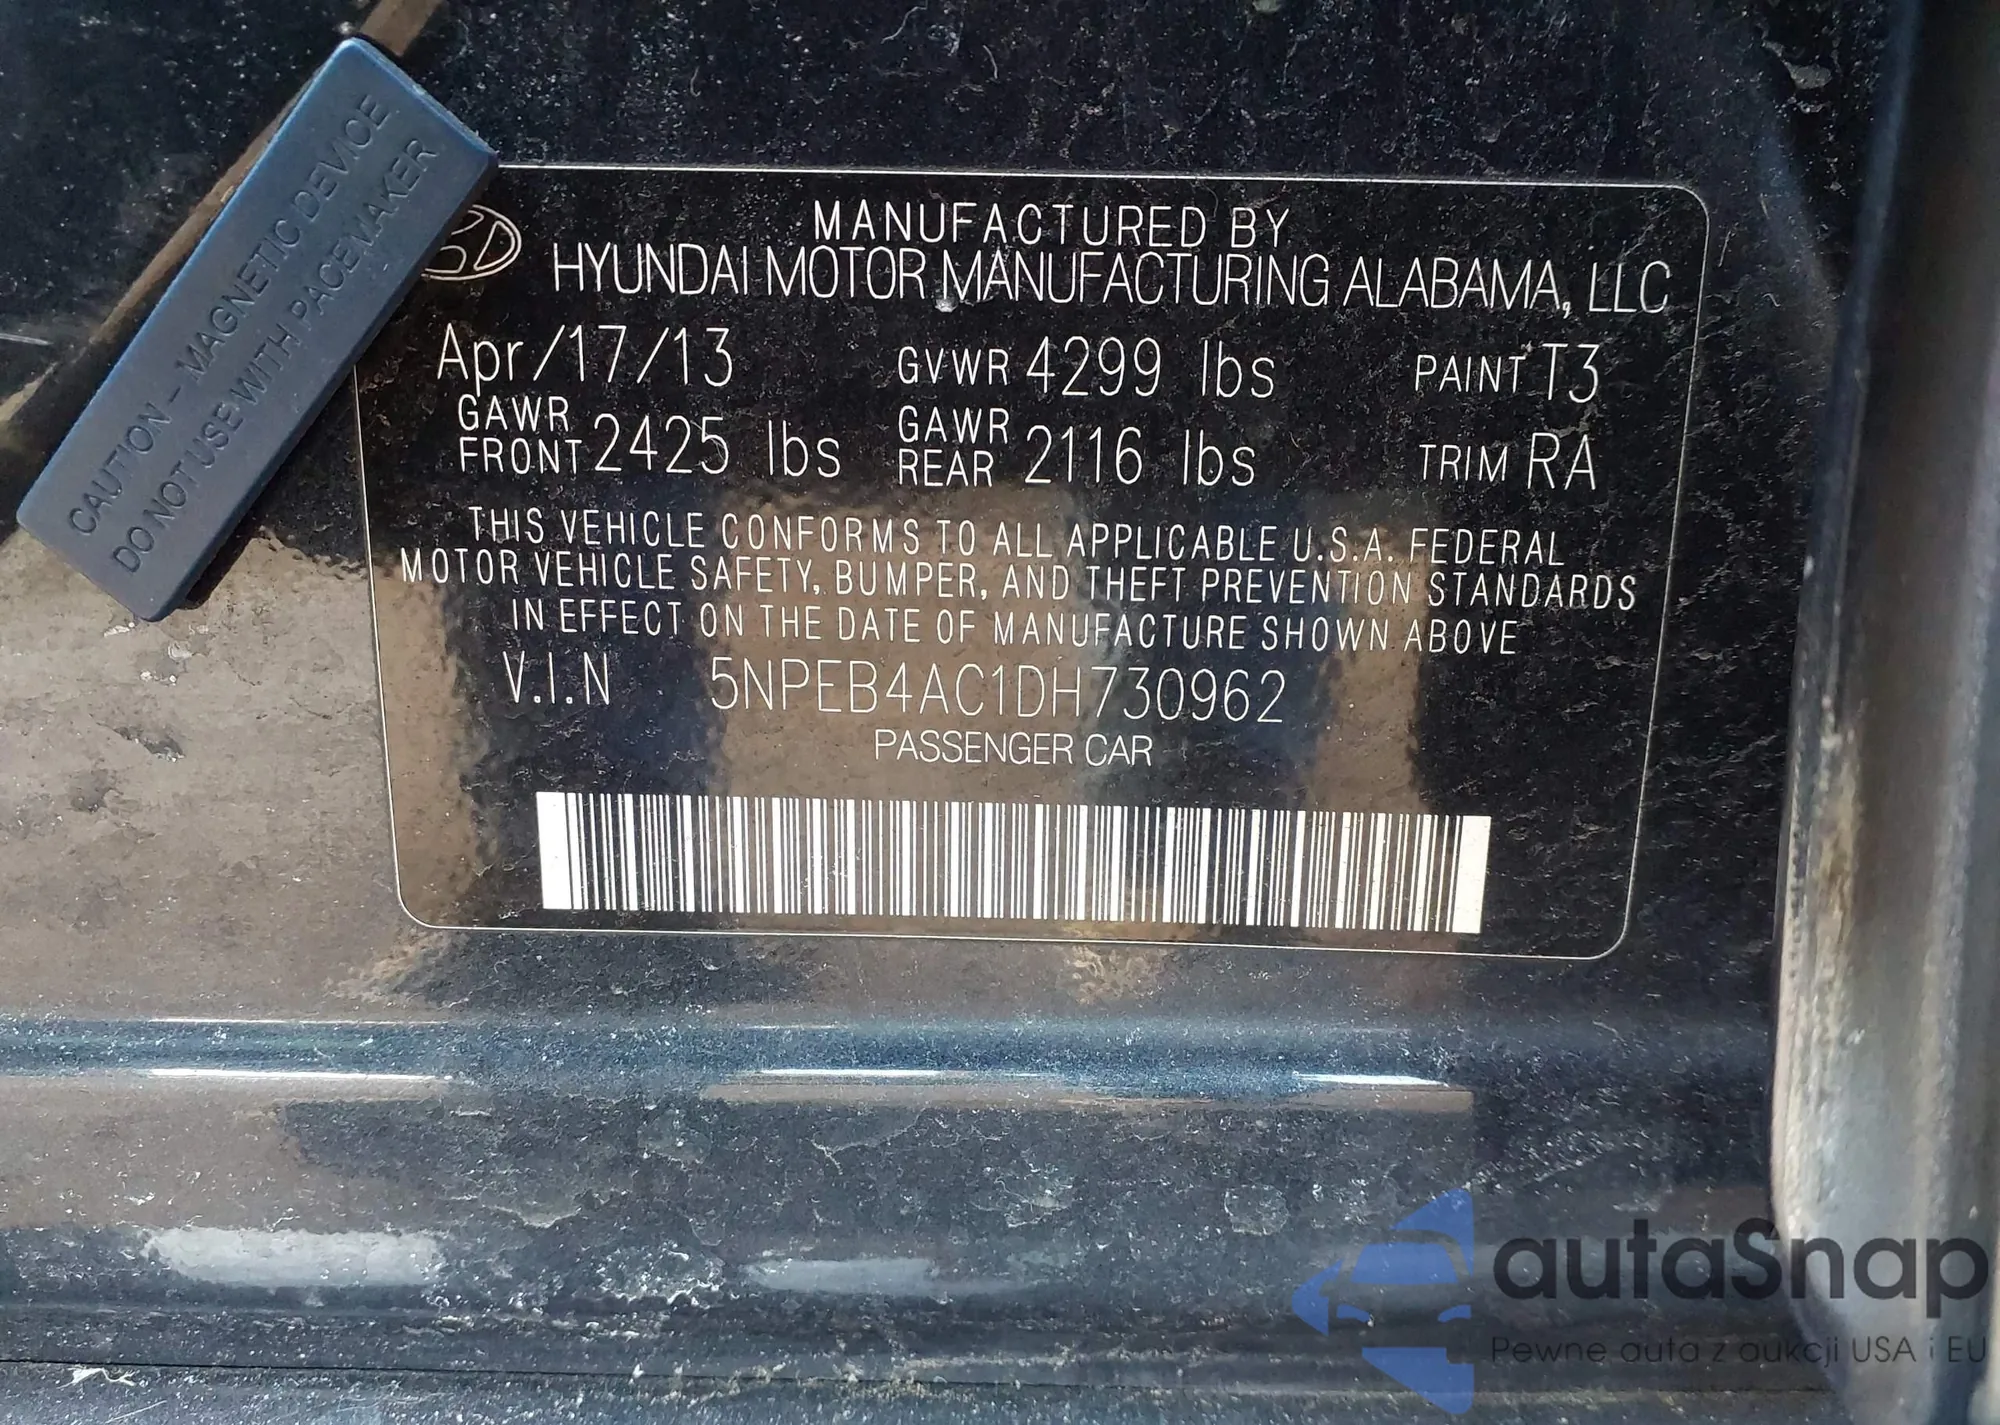 CAUTION - MAGNETIC DEVICE
DO NOT USE WITH PACEMAKER
MANUFACTURED BY
HYUNDAI MOTOR MANUFACTURING ALABAMA, LLC
Apr/17/13 GVWR 4299 lbs PAINT T3
GAWR FRONT 2425 lbs GAWR REAR 2116 lbs TRIM RA
THIS VEHICLE CONFORMS TO ALL APPLICABLE U.S.A. FEDERAL
MOTOR VEHICLE SAFETY, BUMPER, AND THEFT PREVENTION STANDARDS
IN EFFECT ON THE DATE OF MANUFACTURE SHOWN ABOVE
V.I.N 5NPEB4AC1DH730962
PASSENGER CAR
autaSnap
Pewne auta z aukcji USA i EU